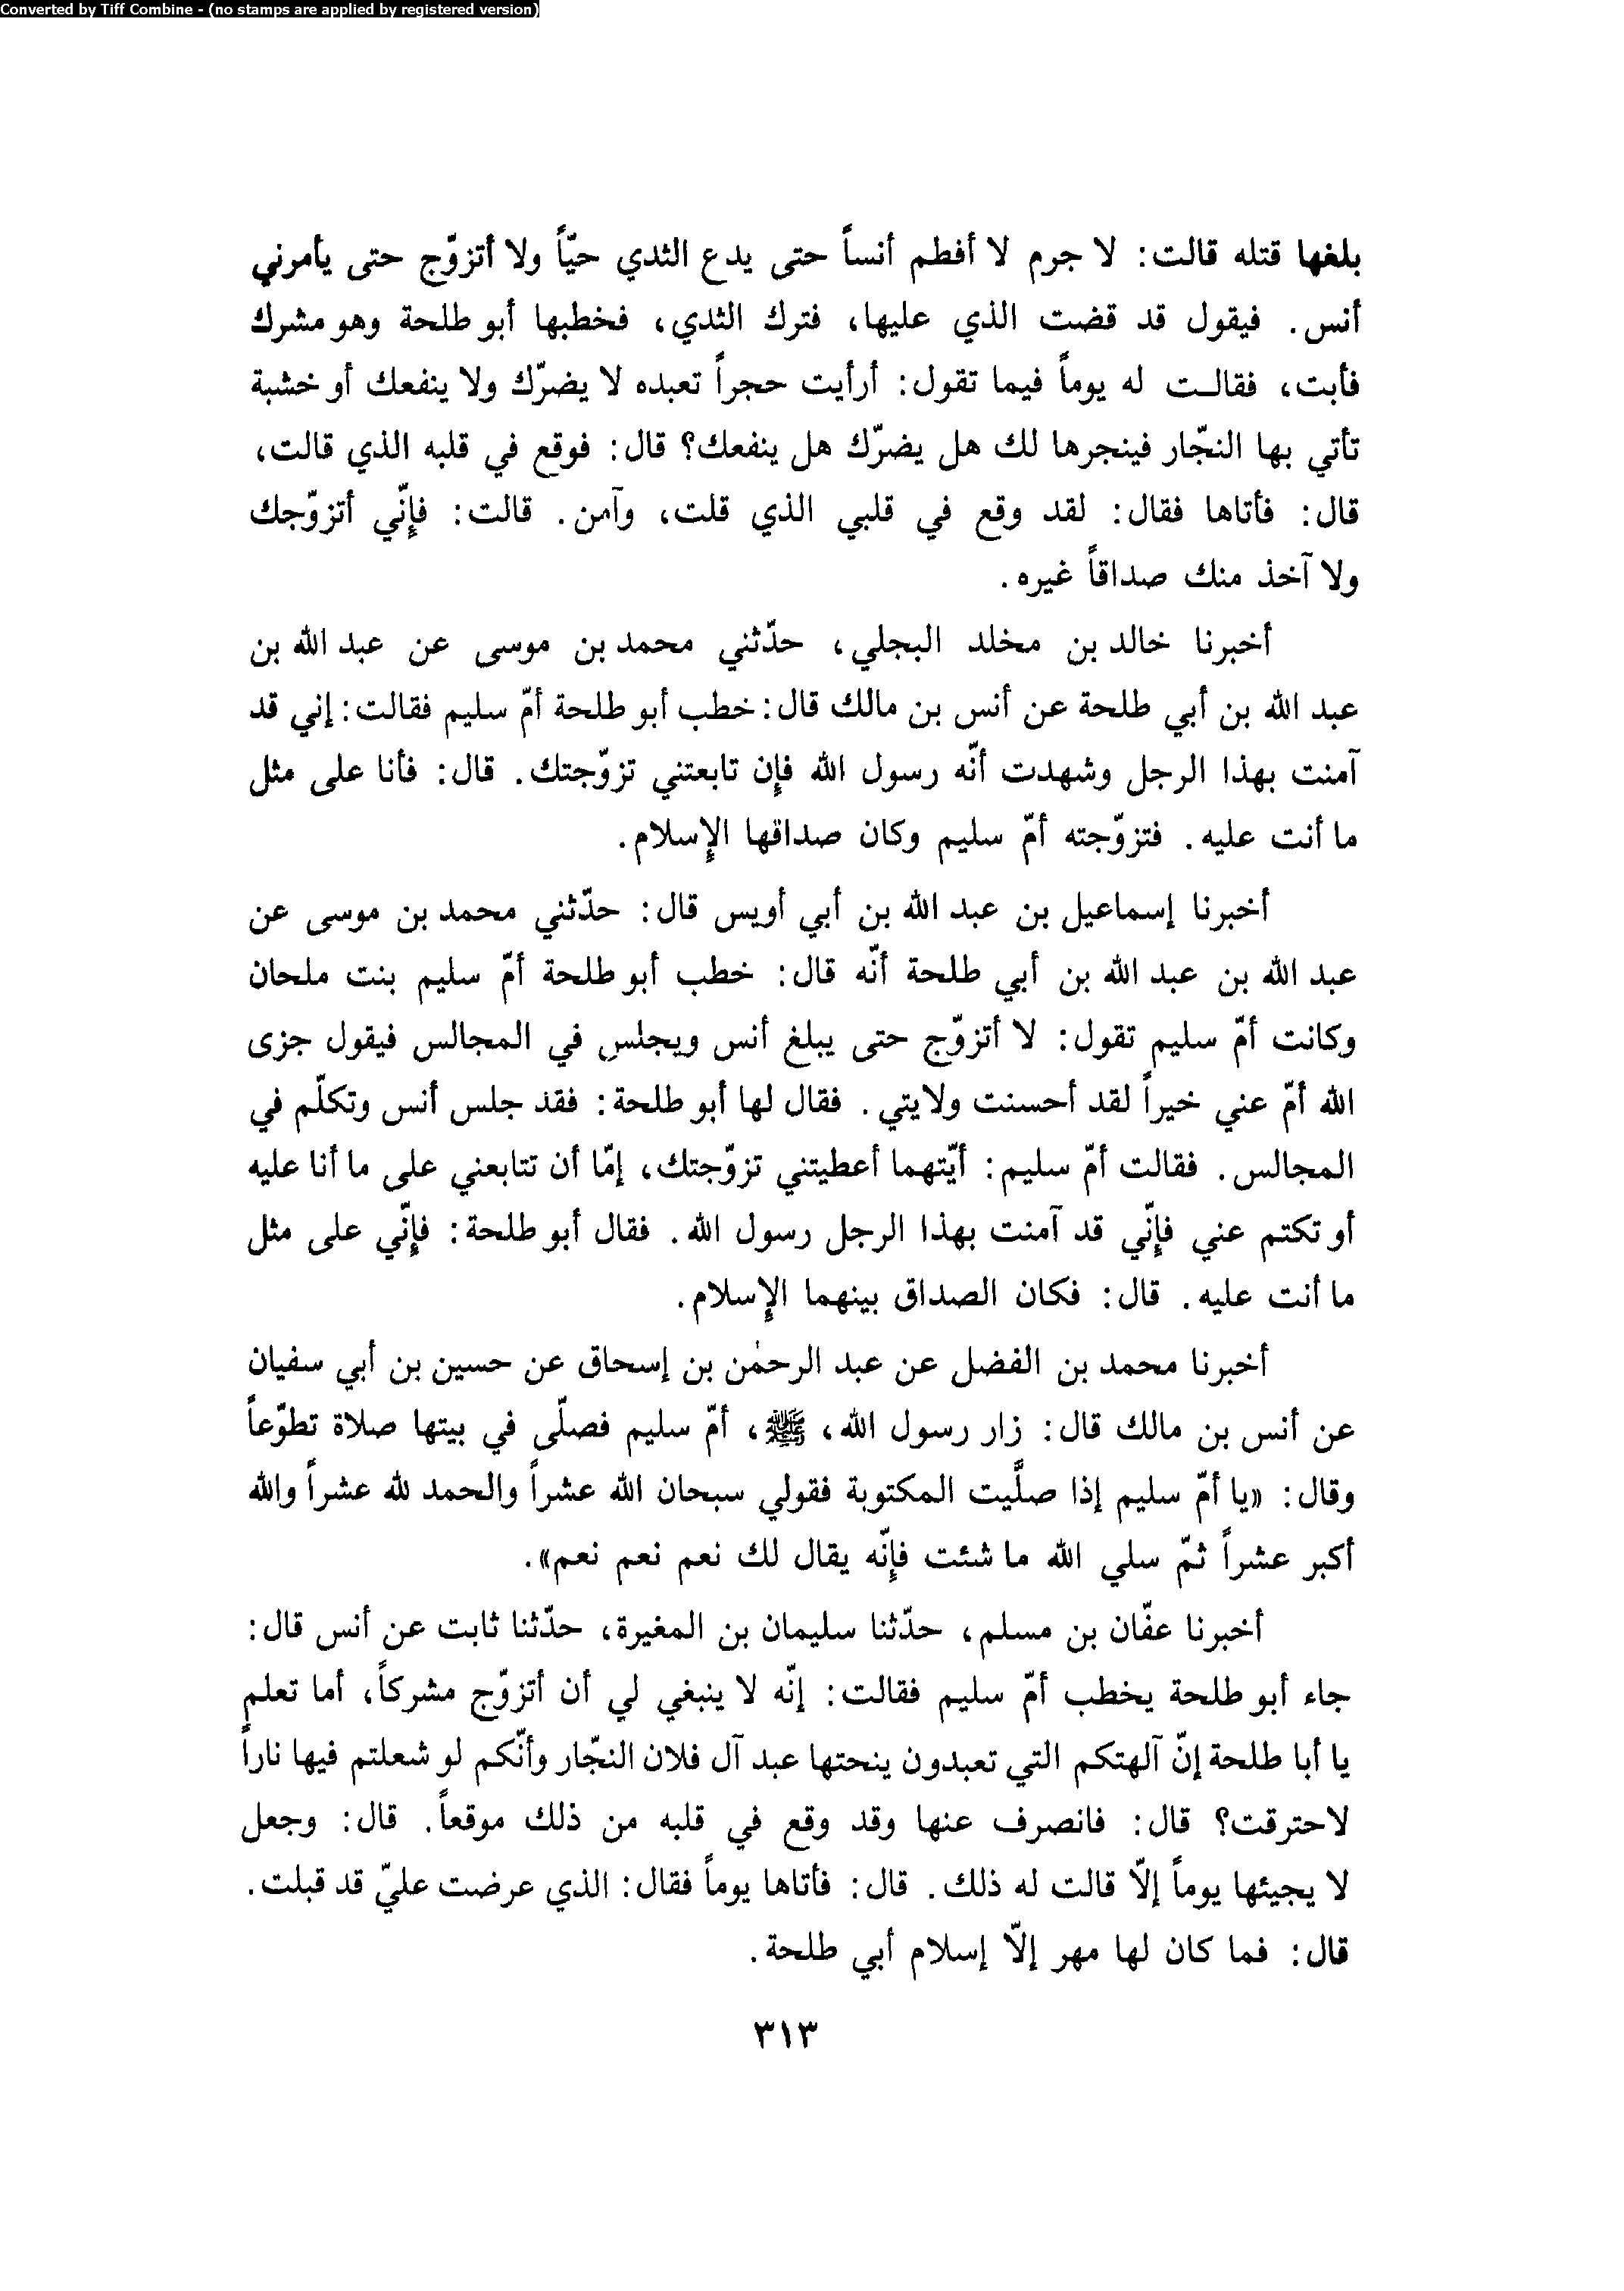 Converted by Tiff Combine - (no stamps are applied by registered version)
بلغها قتله قالت: لا جرم لا أفطم أنساً حتى يدع الثدي حيّاً ولا أتزوّج حتى يأمرني
أنس. فيقول قد قضت الذي عليها، فترك الثدي، فخطبها أبو طلحة وهو مشرك
فأبت، فقالت له يوماً فيما تقول: أرأيت حجراً تعبده لا يضرّك ولا ينفعك أو خشبة
تأتي بها النجّار فينجرها لك هل يضرّك هل ينفعك؟ قال: فوقع في قلبه الذي قالت،
قال: فأتاها فقال: لقد وقع في قلبي الذي قلت، وآمن. قالت: فإنّي أتزوّجك
ولا آخذ منك صداقاً غيره.
أخبرنا خالد بن مخلد البجلي، حدّثني محمد بن موسى عن عبد الله بن
عبد الله بن أبي طلحة عن أنس بن مالك قال: خطب أبو طلحة أمّ سليم فقالت: إني قد
آمنت بهذا الرجل وشهدت أنّه رسول الله فإن تابعتني تزوّجتك. قال: فأنا على مثل
ما أنت عليه. فتزوّجته أمّ سليم وكان صداقها الإسلام.
أخبرنا إسماعيل بن عبد الله بن أبي أويس قال: حدّثني محمد بن موسى عن
عبد الله بن عبد الله بن أبي طلحة أنّه قال: خطب أبو طلحة أمّ سليم بنت ملحان
وكانت أمّ سليم تقول: لا أتزوّج حتى يبلغ أنس ويجلس في المجالس فيقول جزى
الله أمّ عني خيراً لقد أحسنت ولايتي. فقال لها أبو طلحة: فقد جلس أنس وتكلّم في
المجالس. فقالت أمّ سليم: أيّتهما أعطيتني تزوّجتك، إمّا أن تتابعني على ما أنا عليه
أو تكتم عني فإنّي قد آمنت بهذا الرجل رسول الله. فقال أبو طلحة: فإنّي على مثل
ما أنت عليه. قال: فكان الصداق بينهما الإسلام.
أخبرنا محمد بن الفضل عن عبد الرحمٰن بن إسحاق عن حسين بن أبي سفيان
عن أنس بن مالك قال: زار رسول الله، ﷺ، أمّ سليم فصلّى في بيتها صلاة تطوّعاً
وقال: «يا أمّ سليم إذا صلَّيت المكتوبة فقولي سبحان الله عشراً والحمد لله عشراً والله
أكبر عشراً ثمّ سلي الله ما شئت فإنّه يقال لك نعم نعم نعم».
أخبرنا عفّان بن مسلم، حدّثنا سليمان بن المغيرة، حدّثنا ثابت عن أنس قال:
جاء أبو طلحة يخطب أمّ سليم فقالت: إنّه لا ينبغي لي أن أتزوّج مشركاً، أما تعلم
يا أبا طلحة إنّ آلهتكم التي تعبدون ينحتها عبد آل فلان النجّار وأنّكم لو شعلتم فيها ناراً
لاحترقت؟ قال: فانصرف عنها وقد وقع في قلبه من ذلك موقعاً. قال: وجعل
لا يجيئها يوماً إلّا قالت له ذلك. قال: فأتاها يوماً فقال: الذي عرضت عليّ قد قبلت.
قال: فما كان لها مهر إلّا إسلام أبي طلحة.
٣١٣